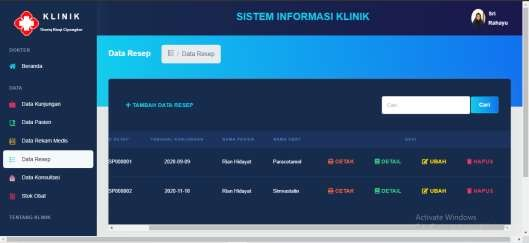 KLINIK
SISTEM INFORMASI KLINIK
Sri
Rahayu
DOKTER
Data Resep
/ Data Resep
Beranda
DATA
Data Kunjungan
+ TAMBAH DATA RESEP
Cari
Cari
Data Pasien
Data Rekam Medis
TANGGAL KUNJUNGAN
NAMA PASIEN
NAMA OBAT
AKSI
Data Resep
SP000001
2020-09-09
Rian Hidayat
Paracetamol
CETAK
DETAIL
UBAH
HAPUS
Data Konsultasi
SP000002
2020-11-10
Rian Hidayat
CETAK
DETAIL
UBAH
HAPUS
Stok Obat
TENTANG KLINIK
Activate Windows